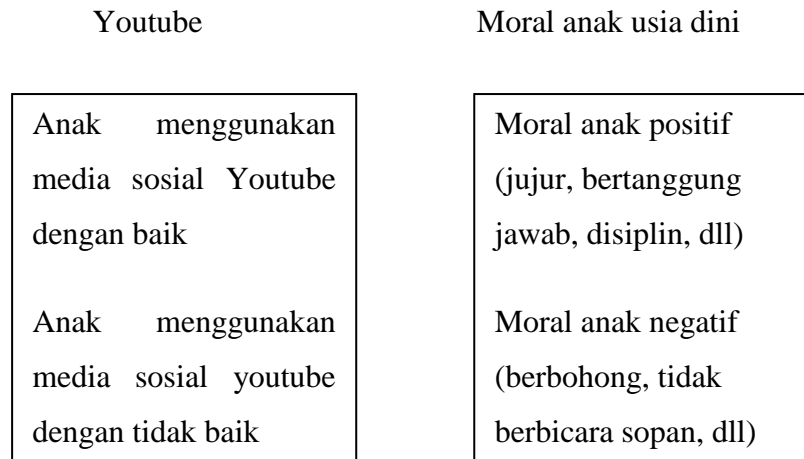 Youtube
Moral anak usia dini
Anak menggunakan
media sosial Youtube
dengan baik
Anak menggunakan
media sosial youtube
dengan tidak baik
Moral anak positif
(jujur, bertanggung
jawab, disiplin, dll)
Moral anak negatif
(berbohong, tidak
berbicara sopan, dll)